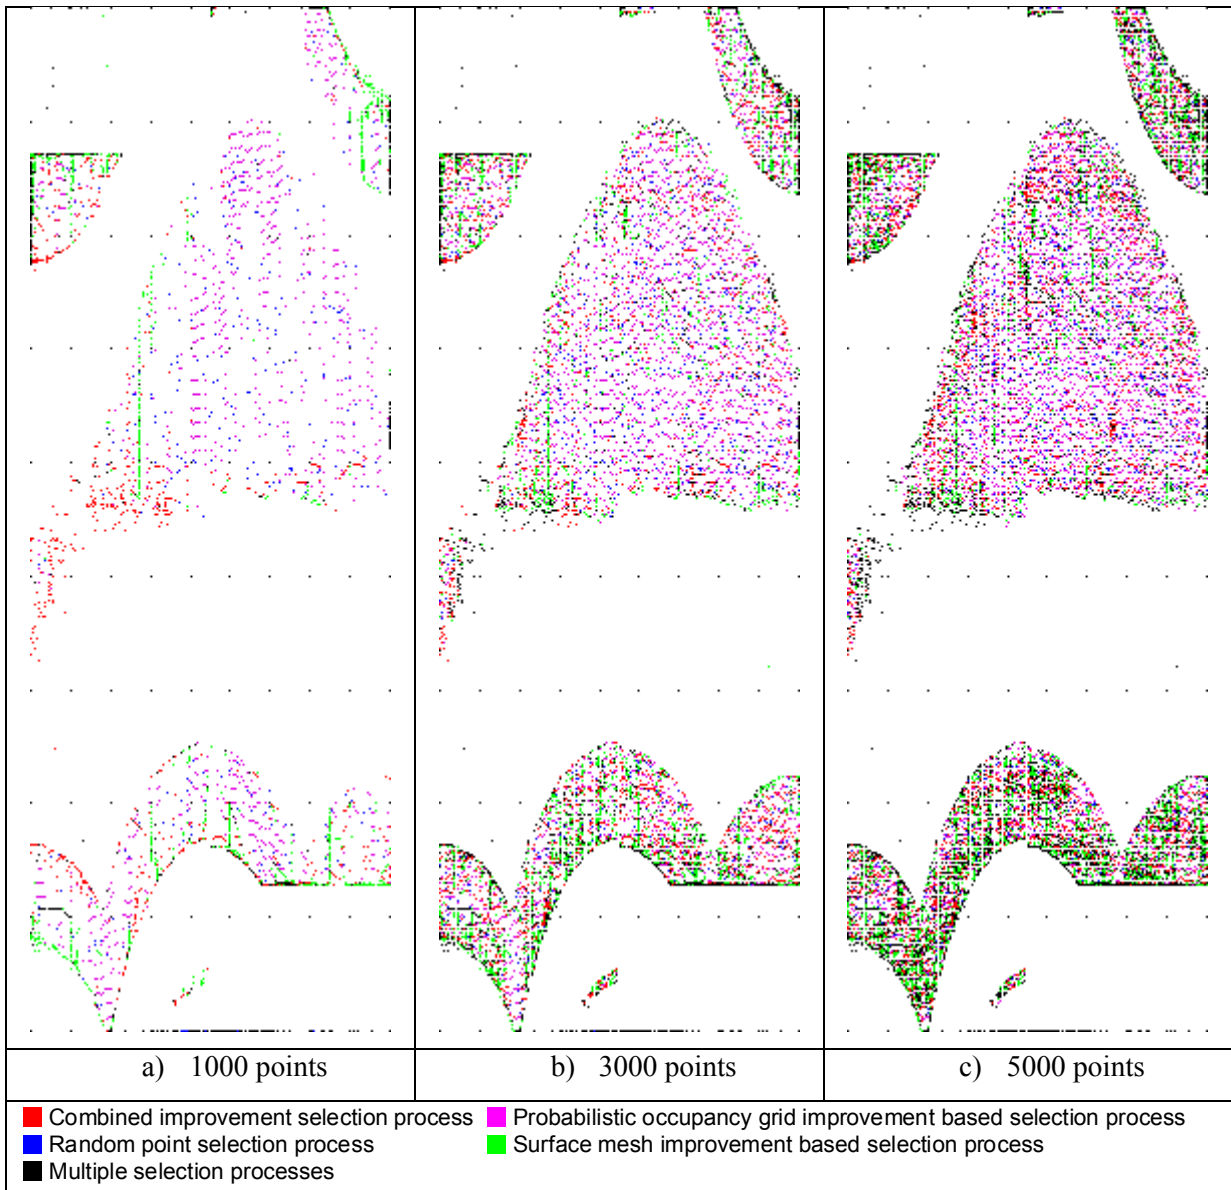 a) 1000 points
b) 3000 points
c) 5000 points
Combined improvement selection process
Probabilistic occupancy grid improvement based selection process
Random point selection process
Surface mesh improvement based selection process
Multiple selection processes